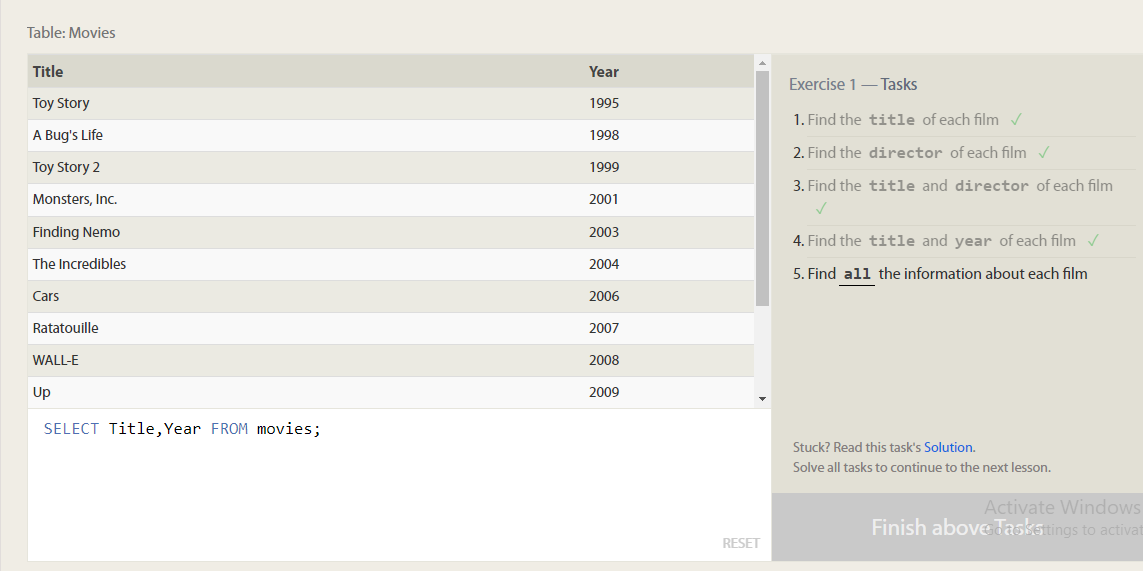 Table: Movies
Title Year
Toy Story 1995
A Bug's Life 1998
Toy Story 2 1999
Monsters, Inc. 2001
Finding Nemo 2003
The Incredibles 2004
Cars 2006
Ratatouille 2007
WALL-E 2008
Up 2009
SELECT Title,Year FROM movies;
RESET
Exercise 1 — Tasks
1. Find the title of each film ✓
2. Find the director of each film ✓
3. Find the title and director of each film
✓
4. Find the title and year of each film ✓
5. Find all the information about each film
Stuck? Read this task's Solution.
Solve all tasks to continue to the next lesson.
Finish above Tasks
Activate Windows
Go to Settings to activat